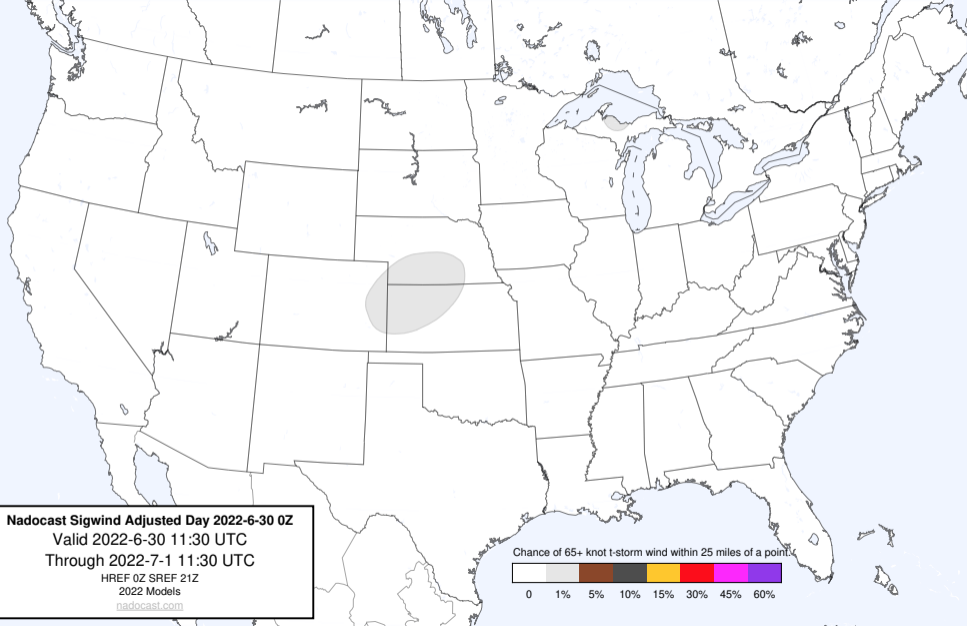 Nadocast Sigwind Adjusted Day 2022-6-30 0Z
Valid 2022-6-30 11:30 UTC
Through 2022-7-1 11:30 UTC
HREF 0Z SREF 21Z
2022 Models
nadocast.com
Chance of 65+ knot t-storm wind within 25 miles of a point.
0 1% 5% 10% 15% 30% 45% 60%